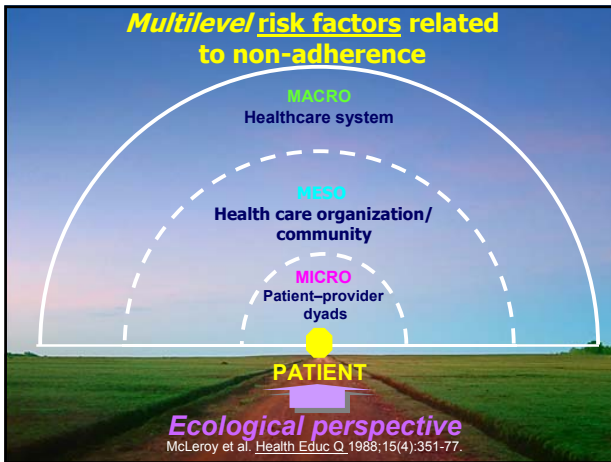 Multilevel risk factors related
to non-adherence
MACRO
Healthcare system
MESO
Health care organization/
community
MICRO
Patient–provider
dyads
PATIENT
Ecological perspective
McLeroy et al. Health Educ Q 1988;15(4):351-77.